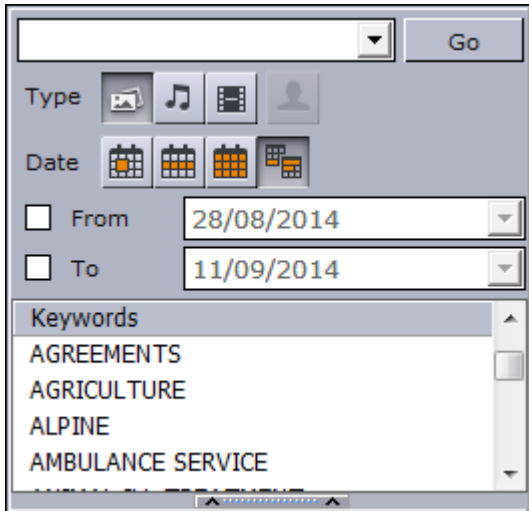 Go
Type
Date
From 28/08/2014
To 11/09/2014
Keywords
AGREEMENTS
AGRICULTURE
ALPINE
AMBULANCE SERVICE